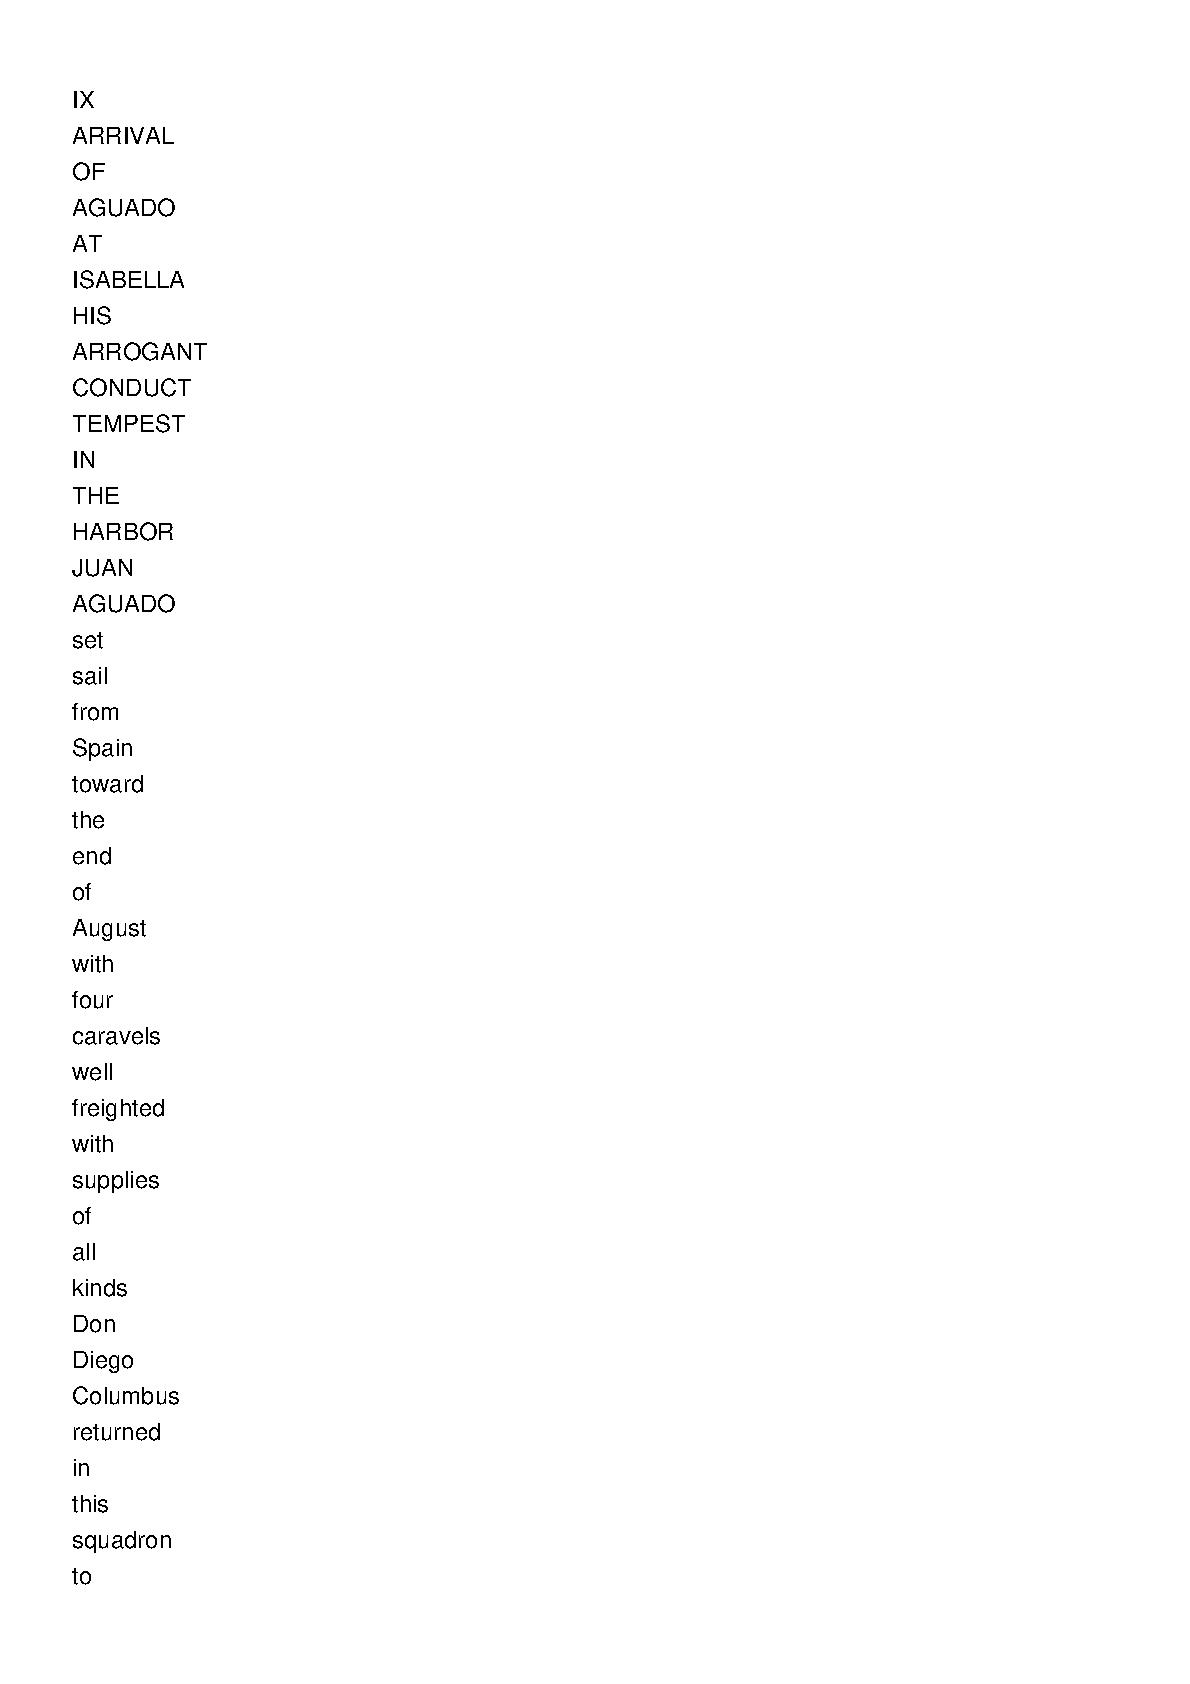 IX
ARRIVAL
OF
AGUADO
AT
ISABELLA
HIS
ARROGANT
CONDUCT
TEMPEST
IN
THE
HARBOR
JUAN
AGUADO
set
sail
from
Spain
toward
the
end
of
August
with
four
caravels
well
freighted
with
supplies
of
all
kinds
Don
Diego
Columbus
returned
in
this
squadron
to